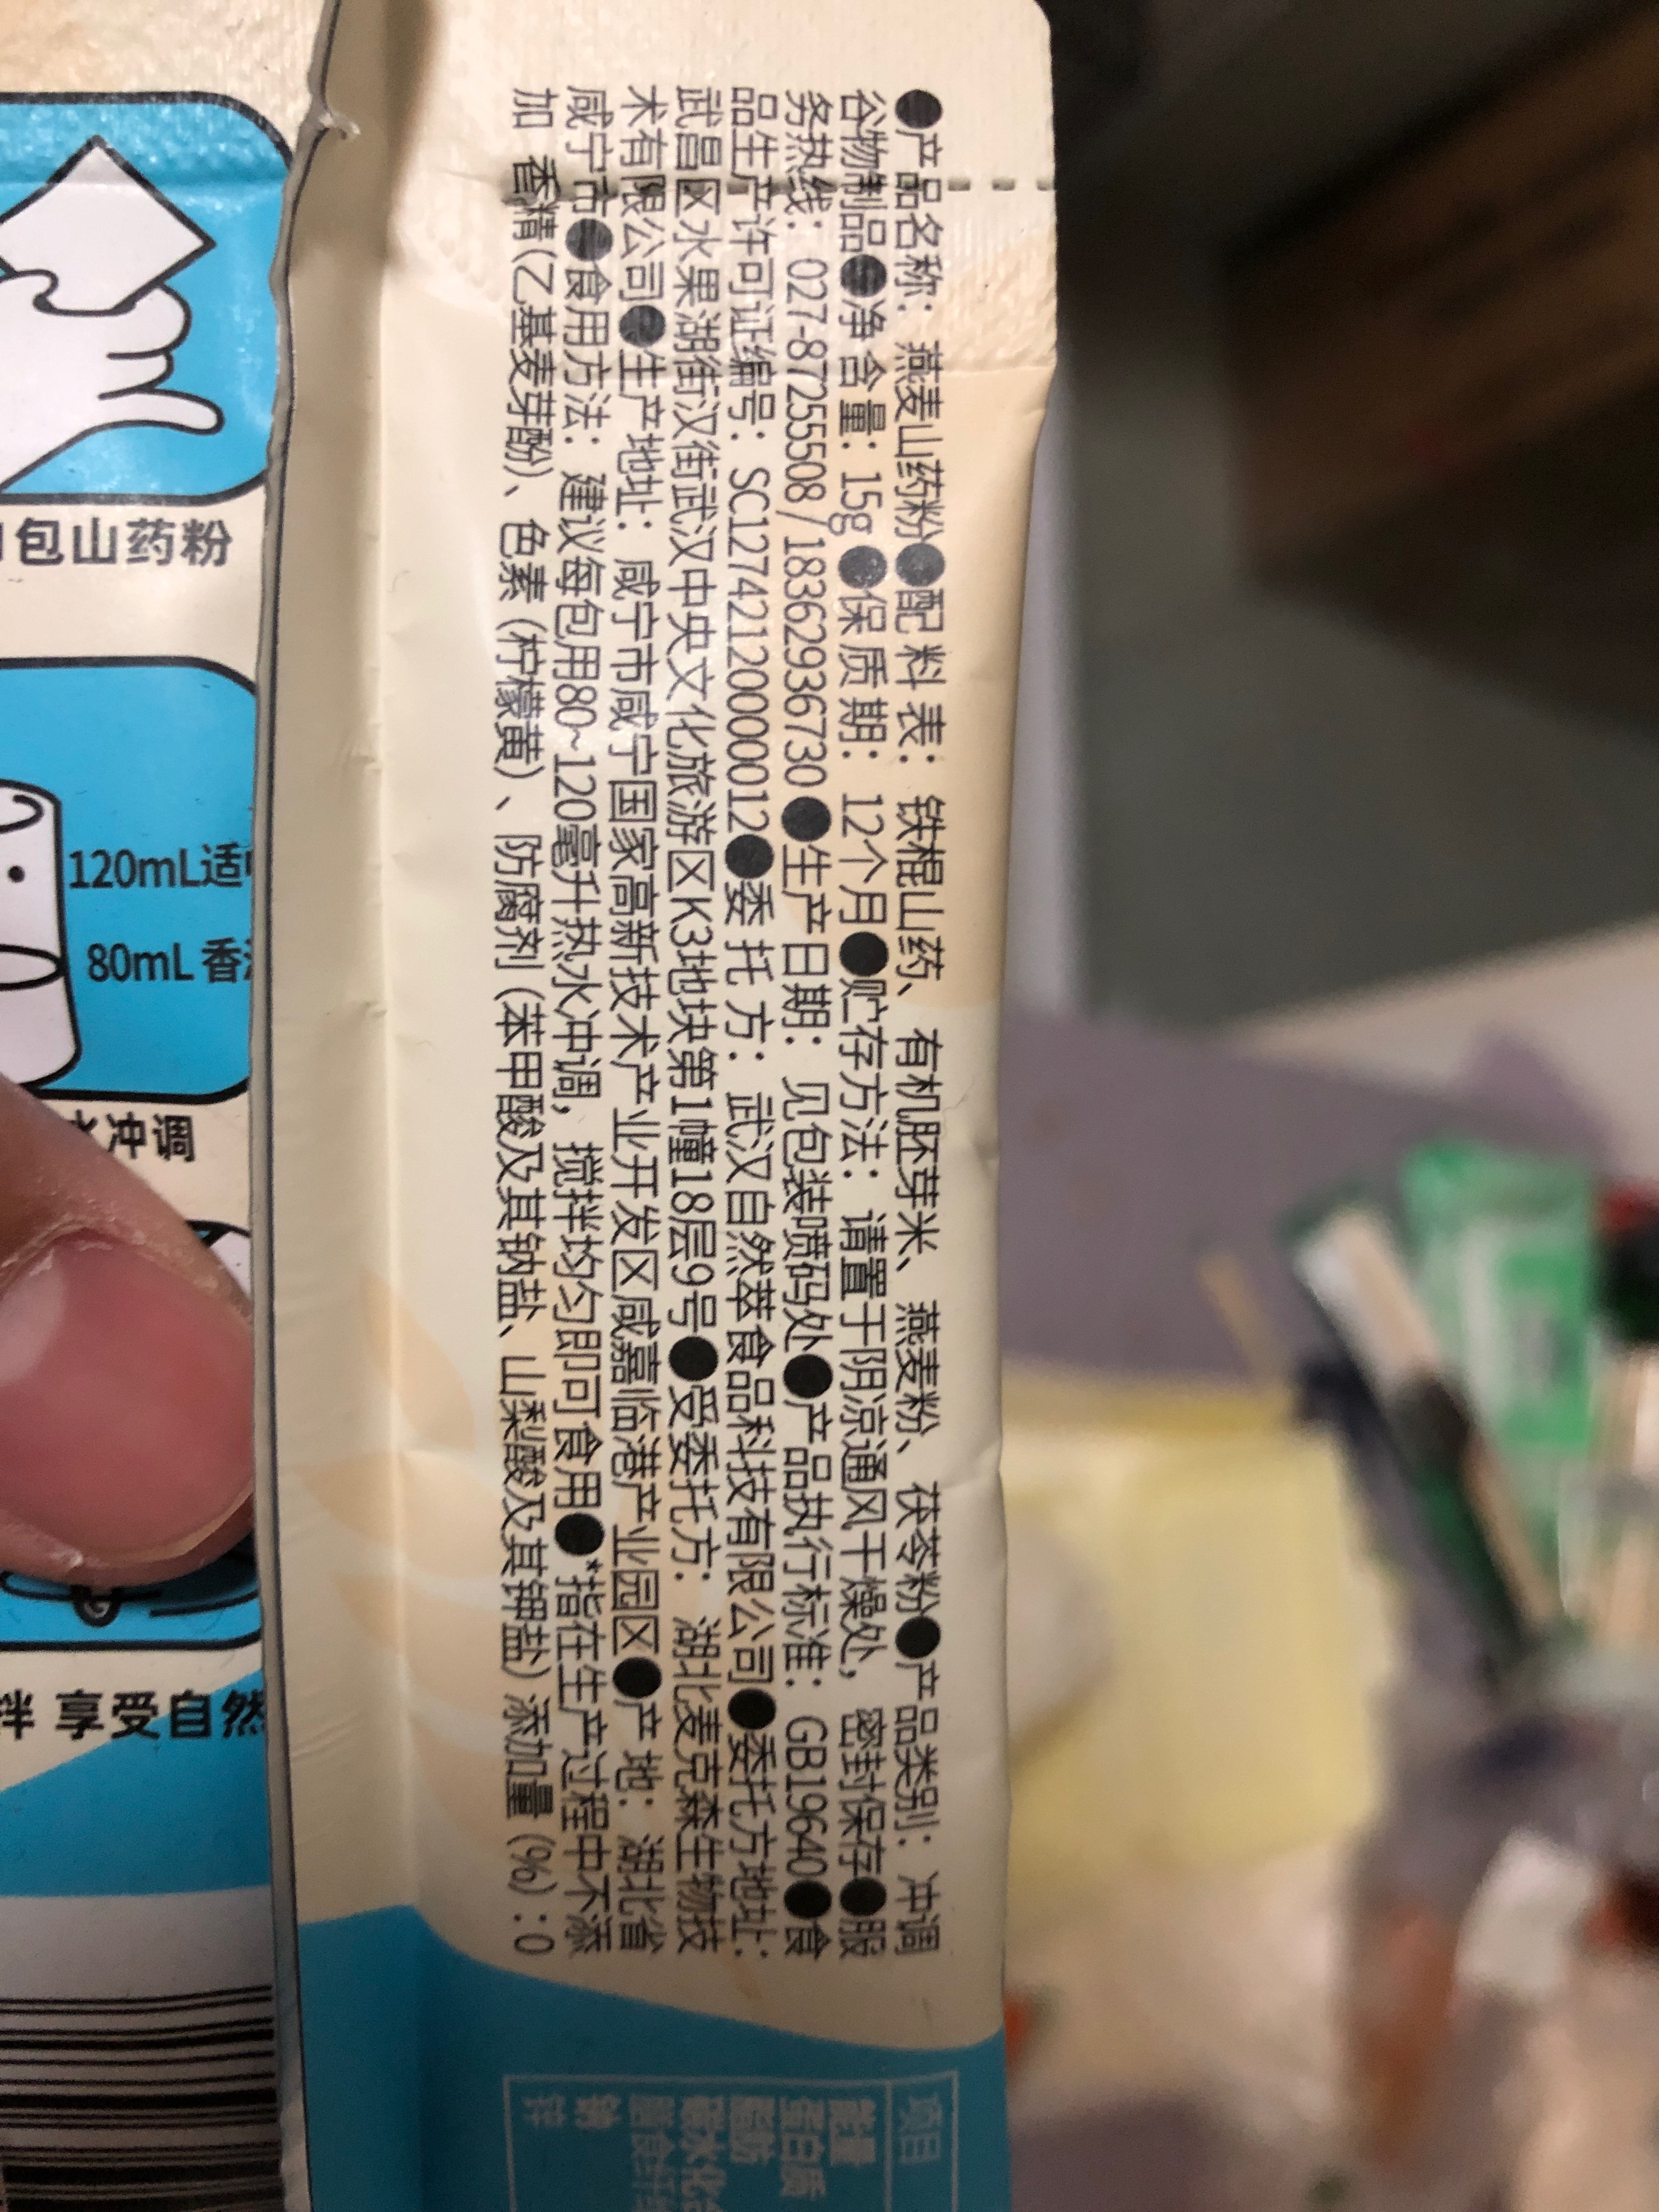 ●产品名称：燕麦山药粉●配料表：铁棍山药、有机胚芽米、燕麦粉、茯苓粉●产品类别：冲调
谷物制品●净含量：15g●保质期：12个月●贮存方法：请置于阴凉通风干燥处，密封保存●服
务热线：027-87255508/18362936730●生产日期：见包装喷码处●产品执行标准：GB19640●食
品生产许可证编号：SC12742120000012●委托方：武汉自然萃食品科技有限公司●委托方地址：
武昌区水果湖街汉街武汉中央文化旅游区K3地块第1幢18层9号●受委托方：湖北麦克森生物技
术有限公司●生产地址：咸宁市咸宁国家高新技术产业开发区咸嘉临港产业园区●产地：湖北省
咸宁市●食用方法：建议每包用80~120毫升热水冲调，搅拌均匀即可食用●*指在生产过程中不添
加 香精(乙基麦芽酚)、色素(柠檬黄)、防腐剂(苯甲酸及其钠盐、山梨酸及其钾盐)添加量(%):0
包山药粉
120mL适
80mL 香
冲调
拌 享受自然
项目
能量
蛋白质
脂肪
碳水化合
钠
锌